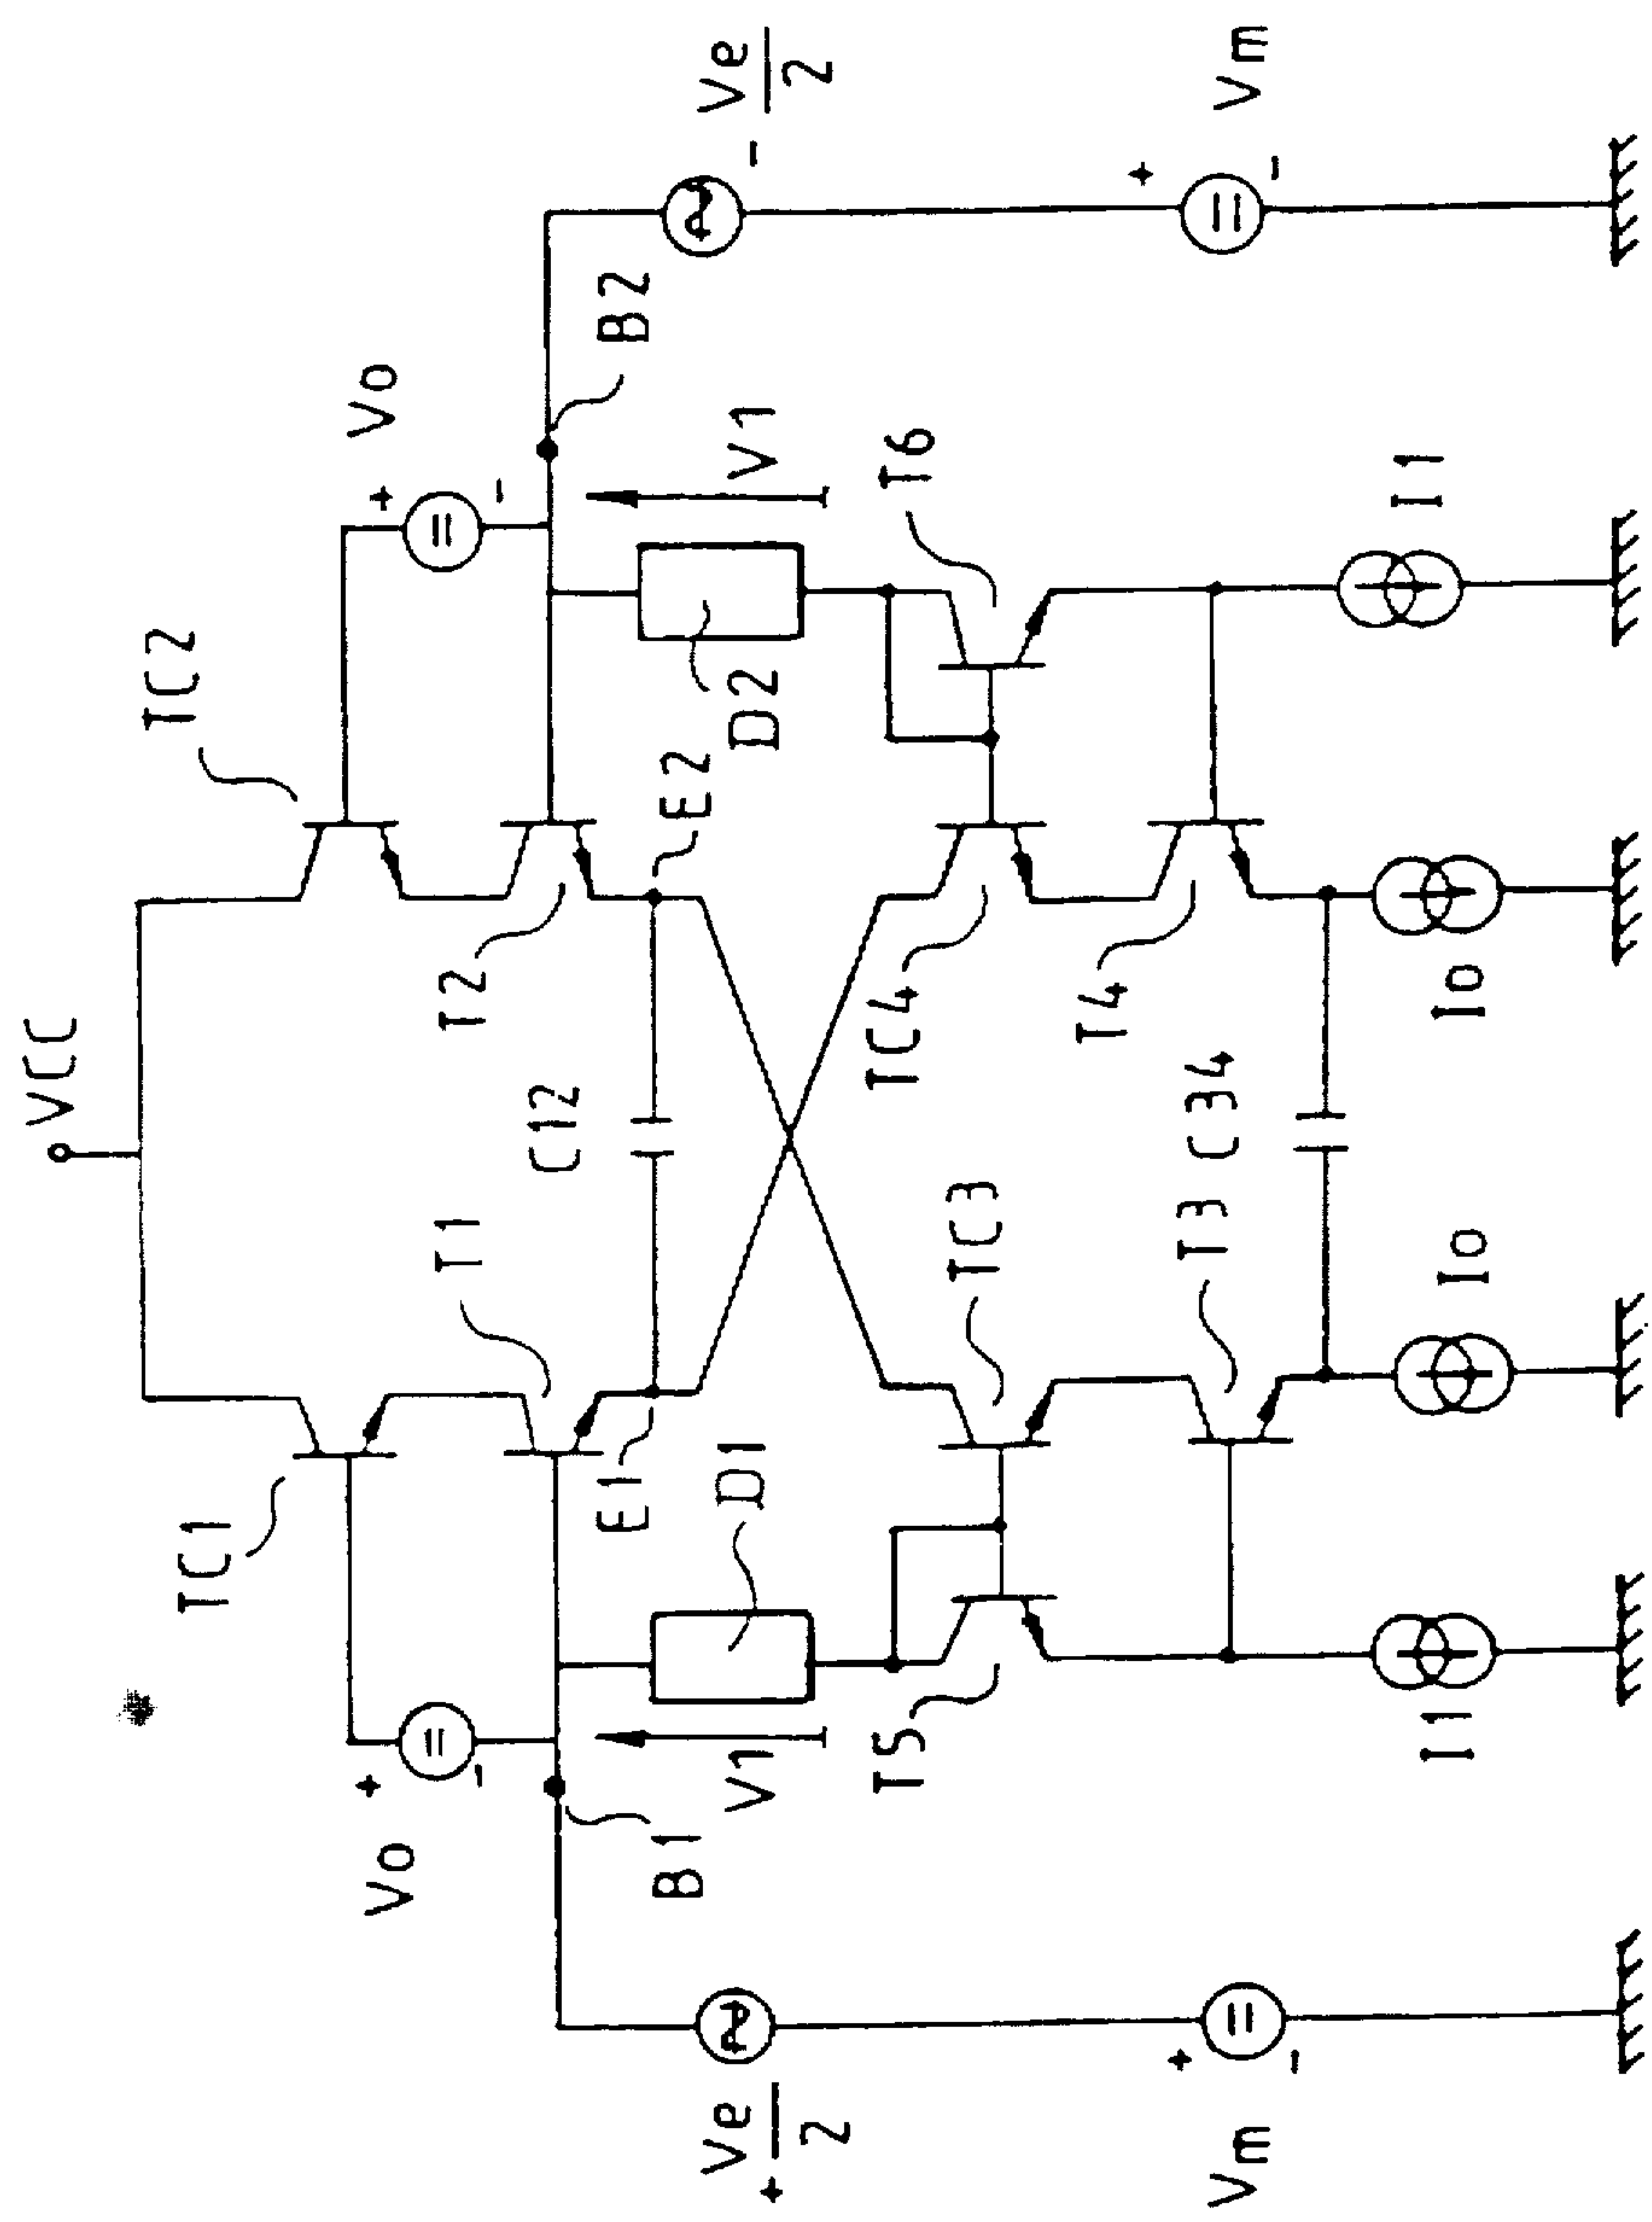 VCC
TC1
TC2
Vo
Vo
T1
T2
C12
B1
B2
E1
E2
D1
D2
V1
V1
+ Ve/2
- Ve/2
T5
TC3
TC4
T6
T3
C34
T4
Vm
Vm
I1
Io
Io
I1
+
-
+
-
+
-
+
-